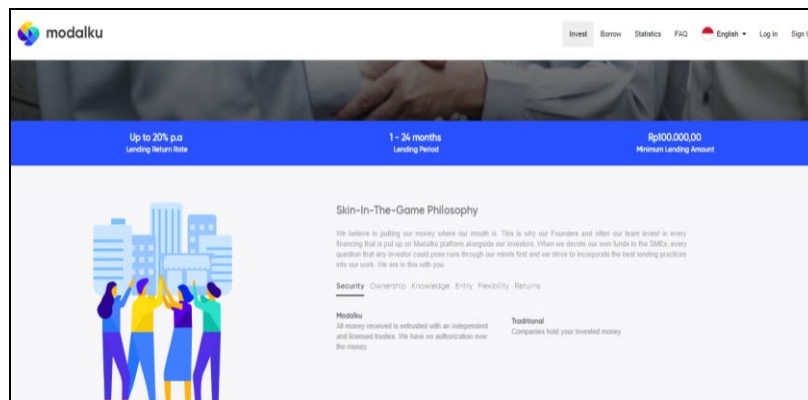 modalku
Invest Borrow Statistics FAQ English Log In Sign
Up to 20% p.a 1 - 24 months Rp100.000,00
Lending Return Rate Lending Period Minimum Lending Amount
Skin-In-The-Game Philosophy
We believe in putting our money where our mouth is. This is why our Founders and often our team invest in every
financing that is put up on Modalku platform alongside our investors. When we devote our own funds to the SMEs, every
question that any investor could pose runs through our minds first and we strive to incorporate the best lending practices
into our work. We are in this with you.
Security Ownership Knowledge Entry Flexibility Returns
Modalku
All money received is entrusted with an independent
and licensed trustee. We have no authorization over
the money.
Traditional
Companies hold your invested money